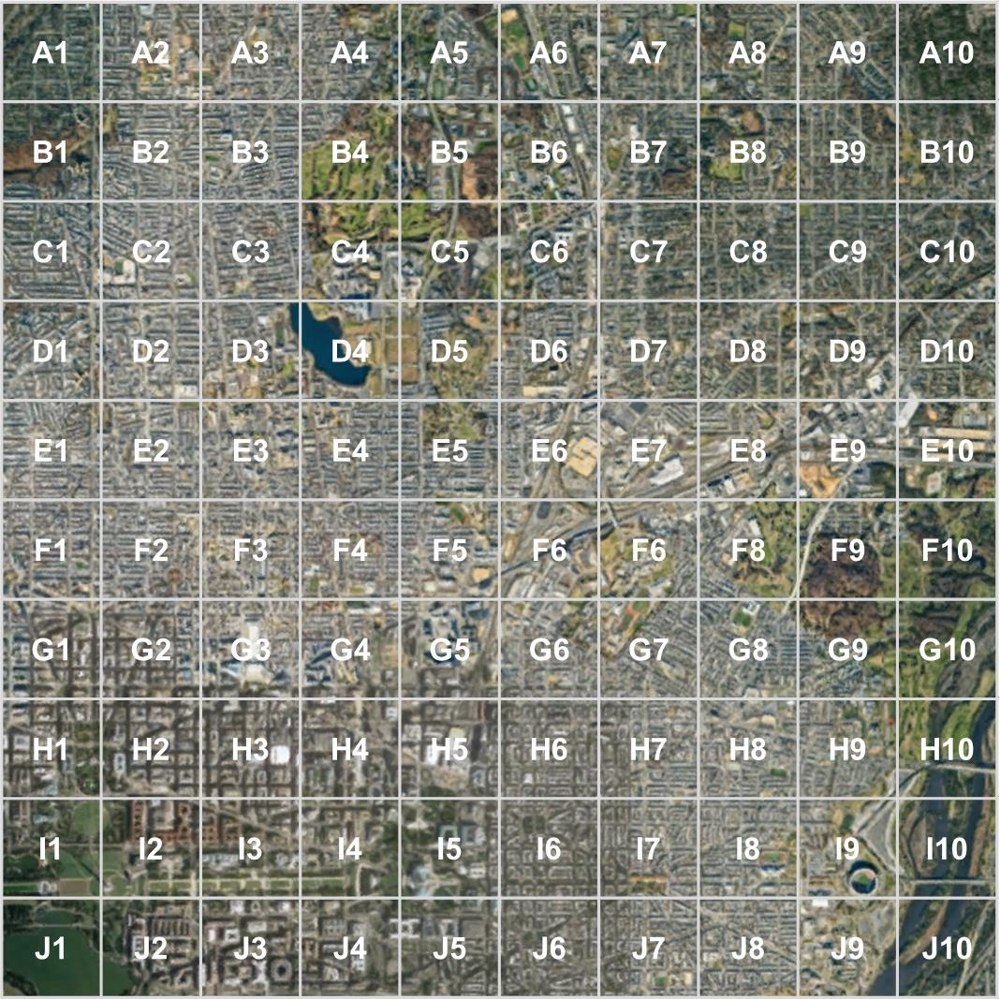 A1 A2 A3 A4 A5 A6 A7 A8 A9 A10
B1 B2 B3 B4 B5 B6 B7 B8 B9 B10
C1 C2 C3 C4 C5 C6 C7 C8 C9 C10
D1 D2 D3 D4 D5 D6 D7 D8 D9 D10
E1 E2 E3 E4 E5 E6 E7 E8 E9 E10
F1 F2 F3 F4 F5 F6 F6 F8 F9 F10
G1 G2 G3 G4 G5 G6 G7 G8 G9 G10
H1 H2 H3 H4 H5 H6 H7 H8 H9 H10
I1 I2 I3 I4 I5 I6 I7 I8 I9 I10
J1 J2 J3 J4 J5 J6 J7 J8 J9 J10